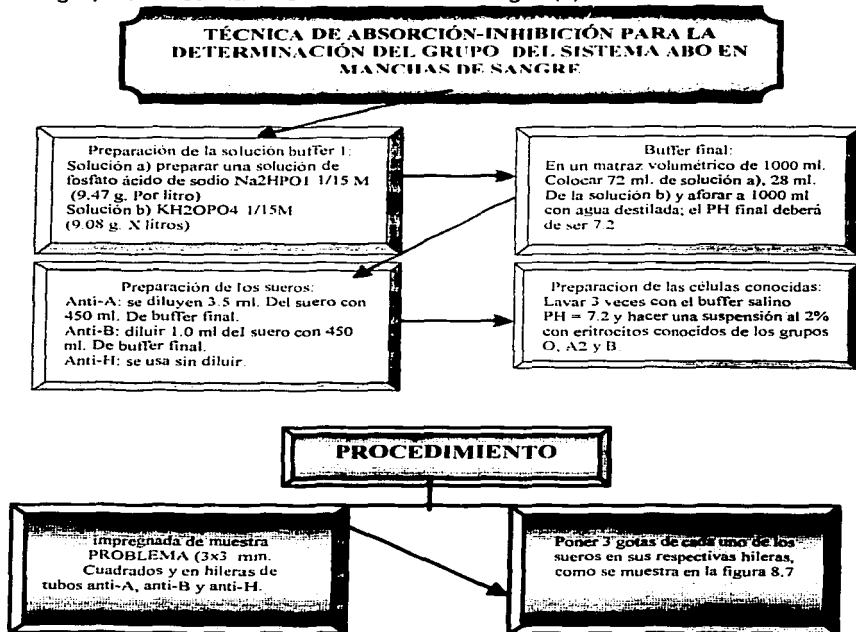 TÉCNICA DE ABSORCIÓN-INHIBICIÓN PARA LA
DETERMINACIÓN DEL GRUPO DEL SISTEMA ABO EN
MANCHAS DE SANGRE
Preparación de la solución buffer 1:
Solución a) preparar una solución de
fosfato ácido de sodio Na2HPO1 1/15 M
(9.47 g. Por litro)
Solución b) KH2OPO4 1/15M
(9.08 g. X litros)
Buffer final:
En un matraz volumétrico de 1000 ml.
Colocar 72 ml. de solución a), 28 ml.
De la solución b) y aforar a 1000 ml
con agua destilada; el PH final deberá
de ser 7.2
Preparación de los sueros:
Anti-A: se diluyen 3.5 ml. Del suero con
450 ml. De buffer final.
Anti-B: diluir 1.0 ml del suero con 450
ml. De buffer final.
Anti-H: se usa sin diluir.
Preparacion de las células conocidas:
Lavar 3 veces con el buffer salino
PH = 7.2 y hacer una suspensión al 2%
con eritrocitos conocidos de los grupos
O, A2 y B.
PROCEDIMIENTO
impregnada de muestra
PROBLEMA (3x3 mm.
Cuadrados y en hileras de
tubos anti-A, anti-B y anti-H.
Poner 3 gotas de cada uno de los
sueros en sus respectivas hileras,
como se muestra en la figura 8.7